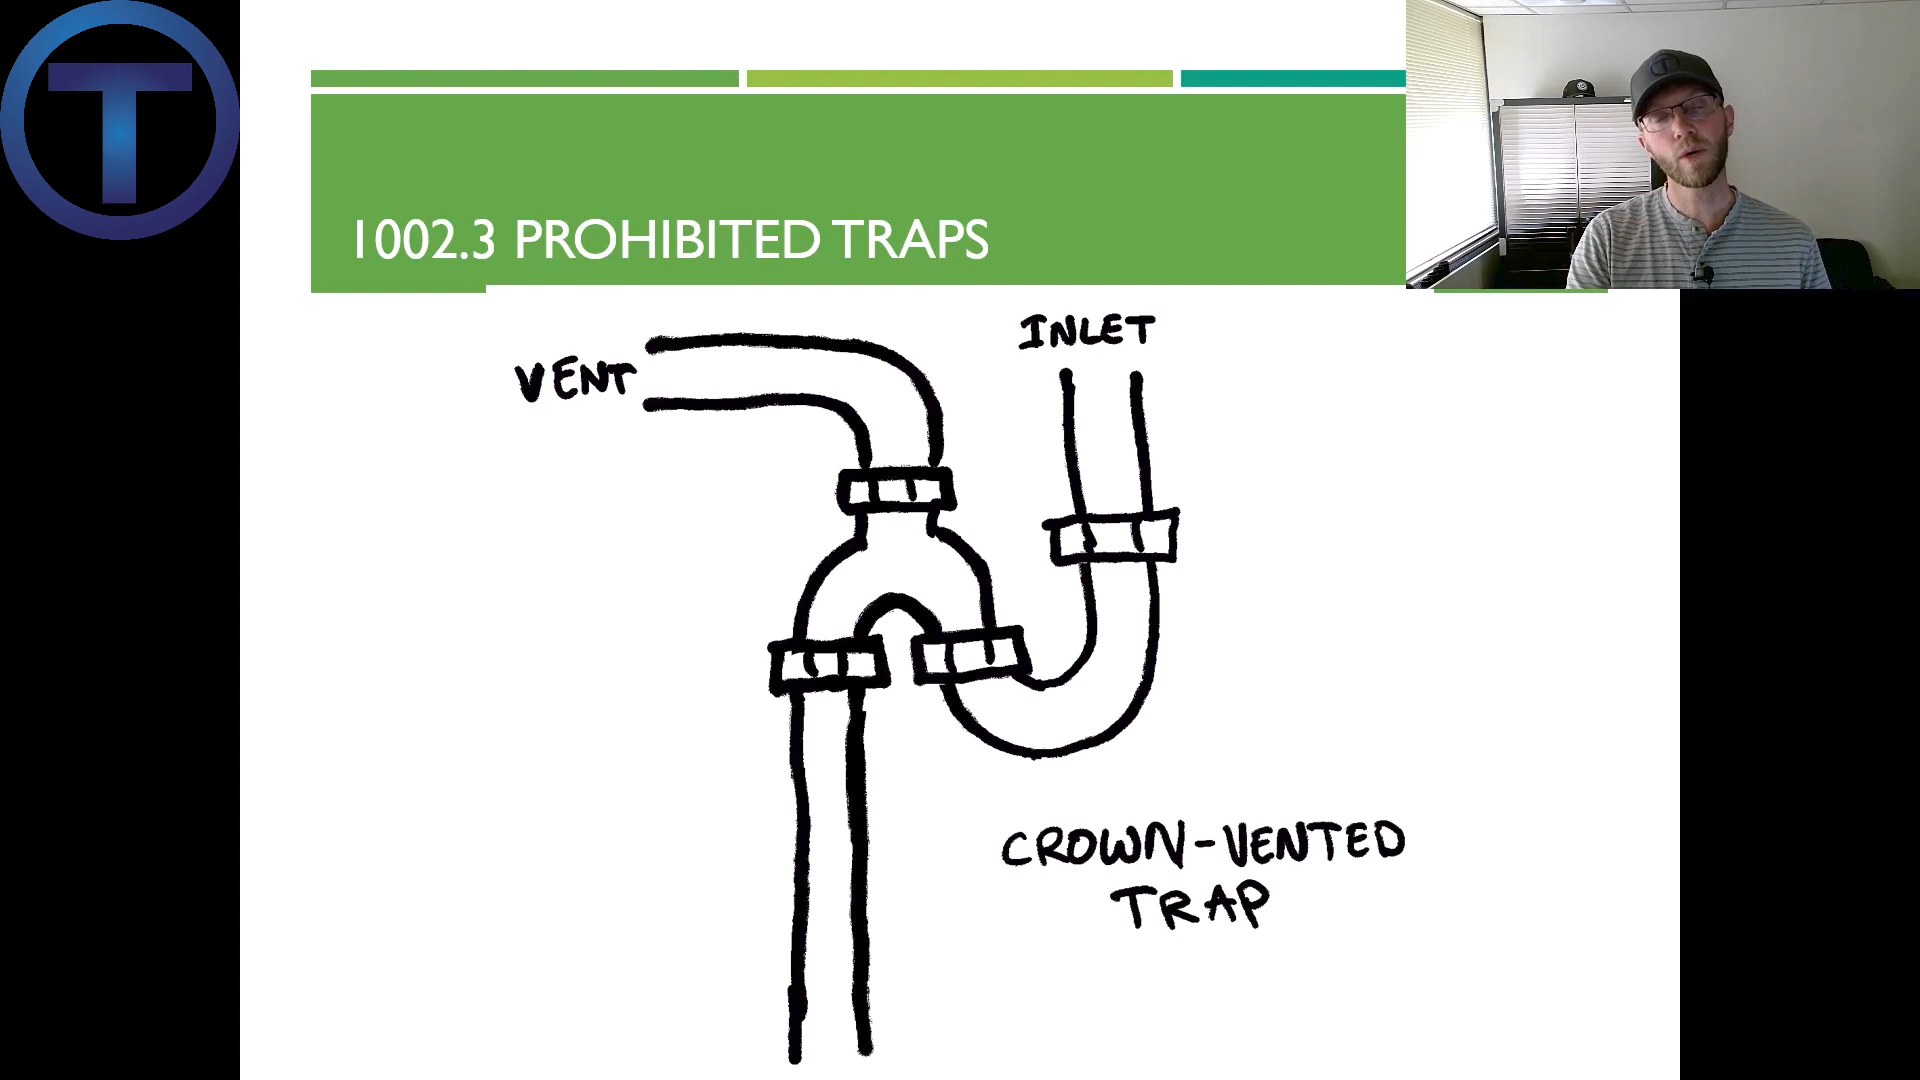 T
1002.3 PROHIBITED TRAPS
INLET
VENT
CROWN-VENTED
TRAP